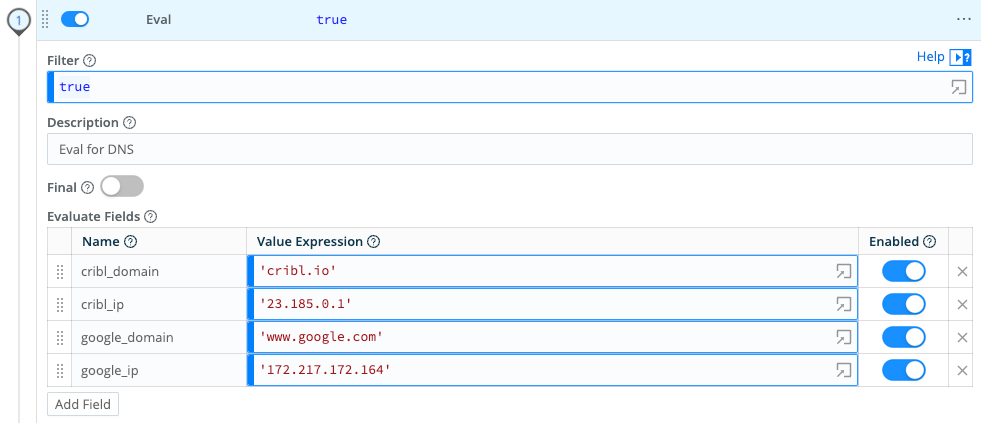 1 Eval true ...
Filter ? Help ?
true
Description ?
Eval for DNS
Final ?
Evaluate Fields ?
Name ? Value Expression ? Enabled ?
cribl_domain 'cribl.io'
cribl_ip '23.185.0.1'
google_domain 'www.google.com'
google_ip '172.217.172.164'
Add Field